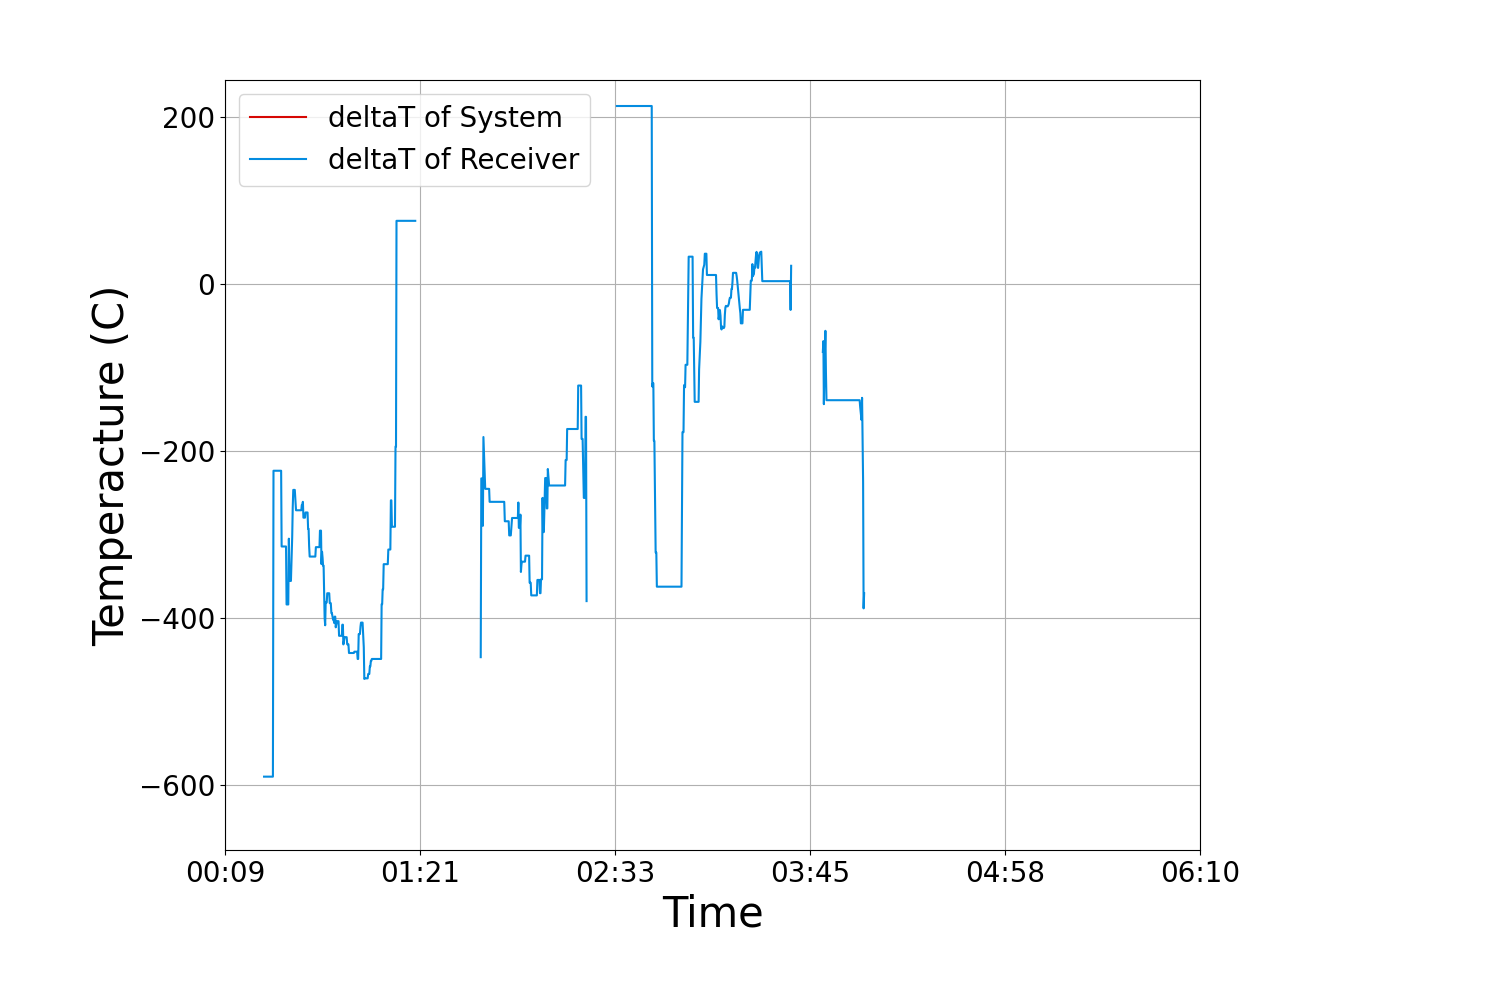 deltaT of System
deltaT of Receiver
200
0
−200
−400
−600
Temperacture (C)
00:09 01:21 02:33 03:45 04:58 06:10
Time